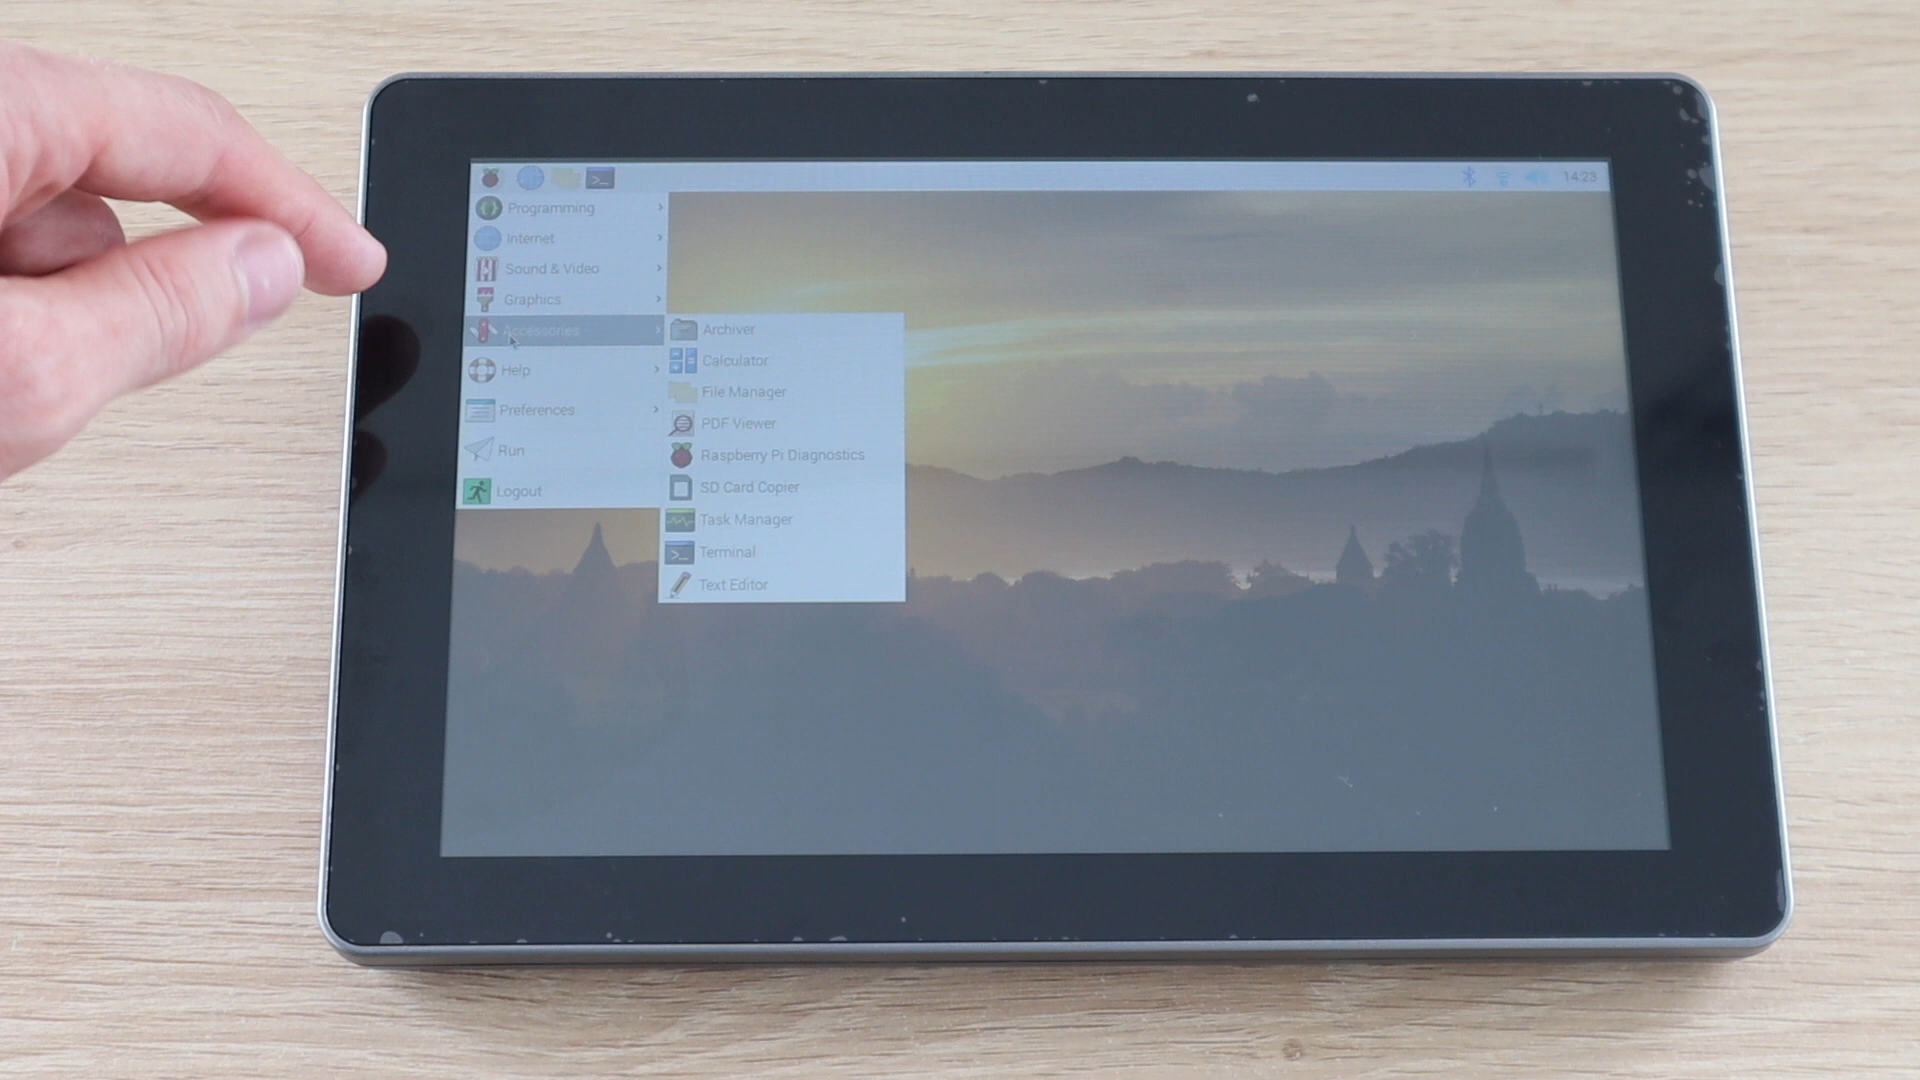 14:23
Programming
Internet
Sound & Video
Graphics
Accessories
Help
Preferences
Run
Logout
Archiver
Calculator
File Manager
PDF Viewer
Raspberry Pi Diagnostics
SD Card Copier
Task Manager
Terminal
Text Editor